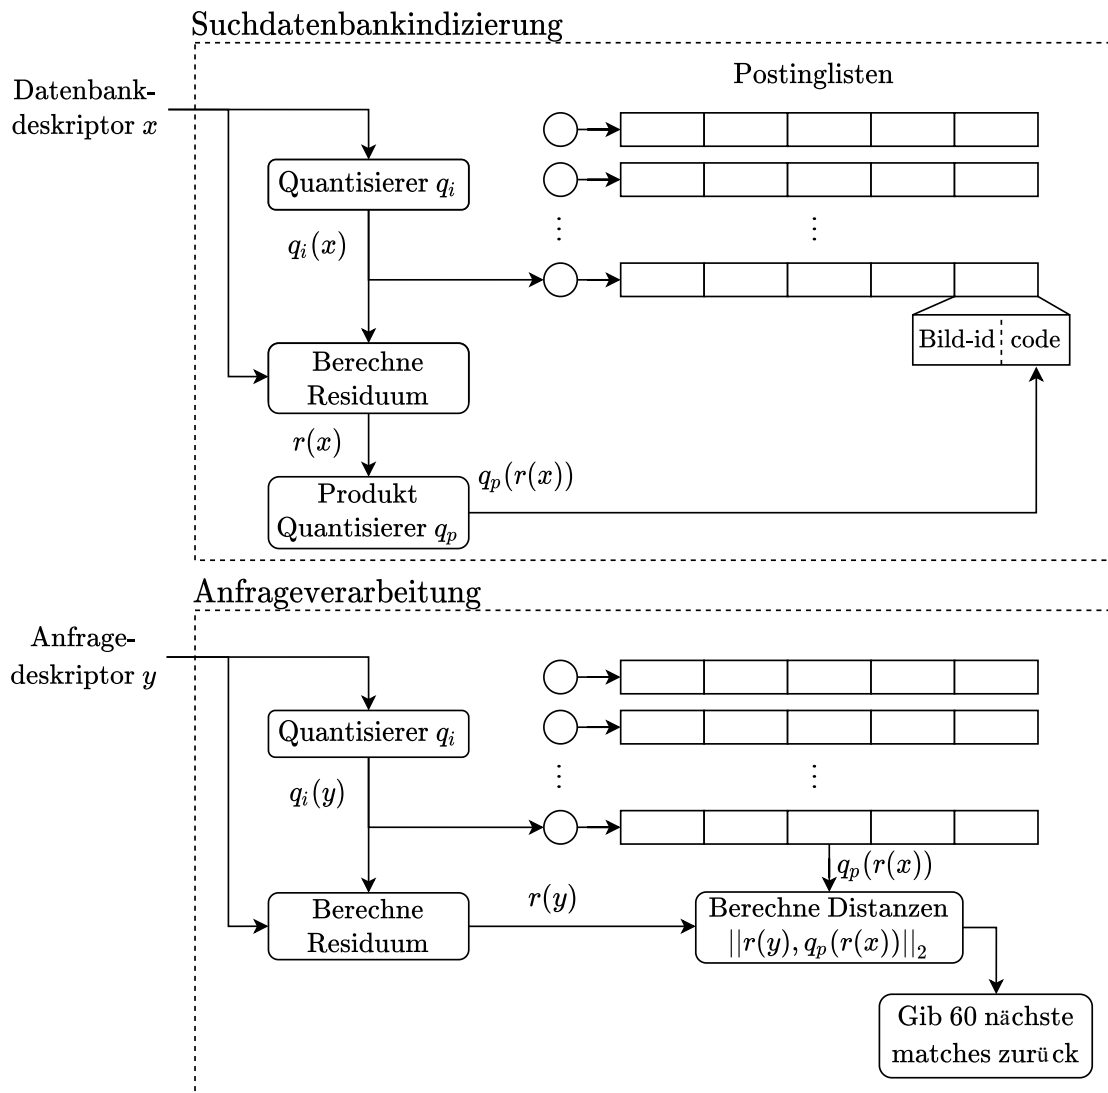 Suchdatenbankindizierung
Datenbank-
deskriptor x
Postinglisten
Quantisierer q_i
q_i(x)
⋮ ⋮
Bild-id code
Berechne
Residuum
r(x)
Produkt
Quantisierer q_p
q_p(r(x))
Anfrageverarbeitung
Anfrage-
deskriptor y
Quantisierer q_i
q_i(y)
⋮ ⋮
q_p(r(x))
Berechne
Residuum
r(y)
Berechne Distanzen
||r(y), q_p(r(x))||_2
Gib 60 nächste
matches zurück